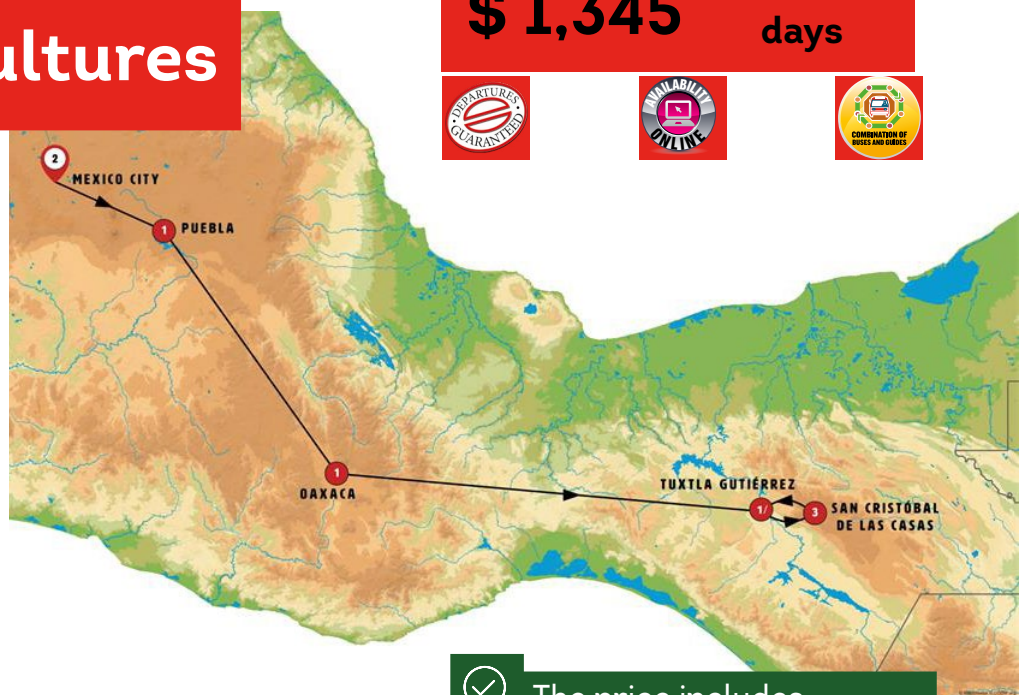 ultures
$ 1,345
days
DEPARTURES
GUARANTEED
AVAILABILITY
ONLINE
COMBINATION OF
BUSES AND GUIDES
2
MEXICO CITY
1
PUEBLA
1
OAXACA
TUXTLA GUTIÉRREZ
1/
3
SAN CRISTÓBAL
DE LAS CASAS
The price includes